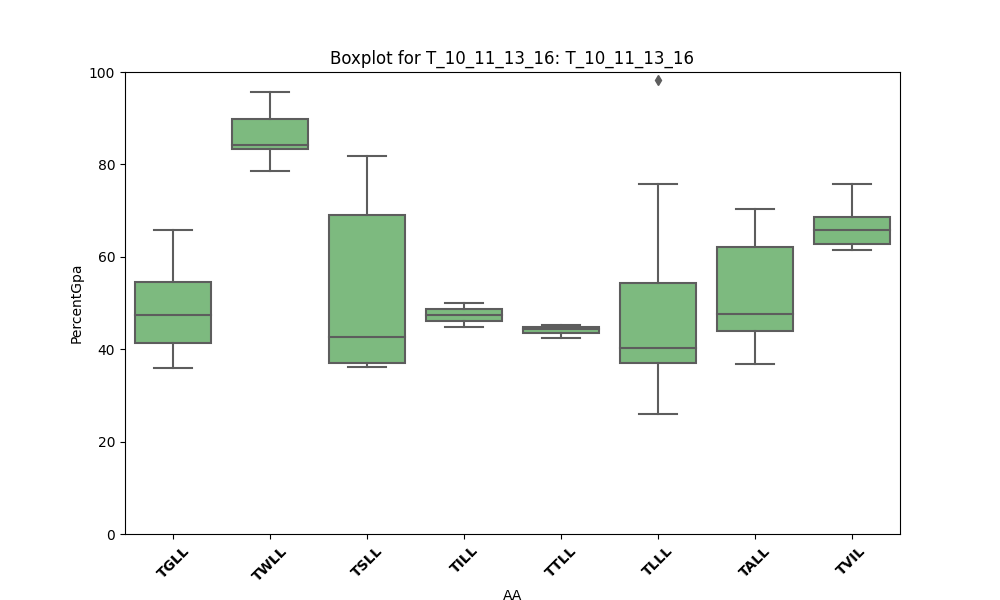 Boxplot for T_10_11_13_16: T_10_11_13_16
100
80
60
40
20
0
PercentGpa
TGLL
TWLL
TSLL
TILL
TTLL
TLLL
TALL
TVIL
AA